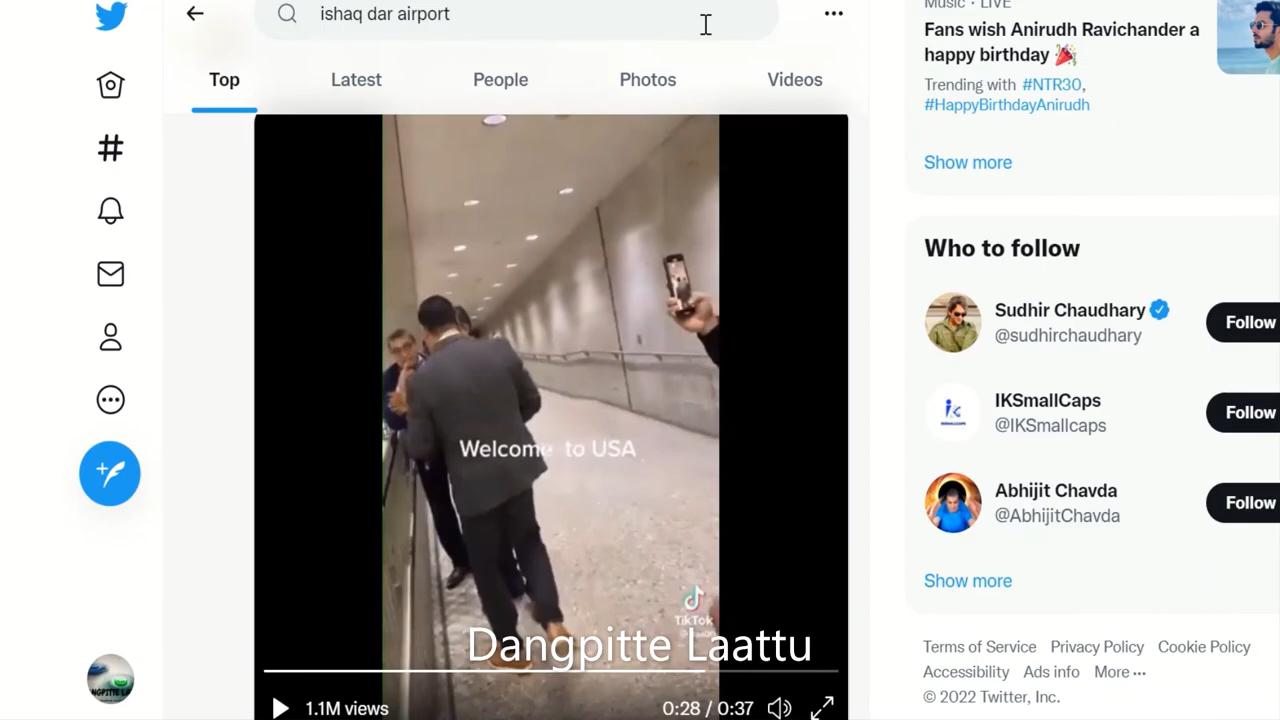 ishaq dar airport
Top
Latest
People
Photos
Videos
Welcome to USA
TikTok
Dangpitte Laattu
1.1M views
0:28 / 0:37
Music · LIVE
Fans wish Anirudh Ravichander a
happy birthday
Trending with #NTR30,
#HappyBirthdayAnirudh
Show more
Who to follow
Sudhir Chaudhary
@sudhirchaudhary
Follow
IKSmallCaps
@IKSmallcaps
Follow
Abhijit Chavda
@AbhijitChavda
Follow
Show more
Terms of Service Privacy Policy Cookie Policy
Accessibility Ads info More ···
© 2022 Twitter, Inc.